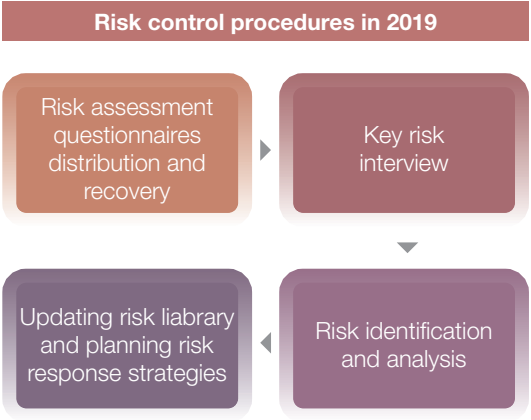 Risk control procedures in 2019
Risk assessment
questionnaires
distribution and
recovery
Key risk
interview
Risk identification
and analysis
Updating risk liabrary
and planning risk
response strategies